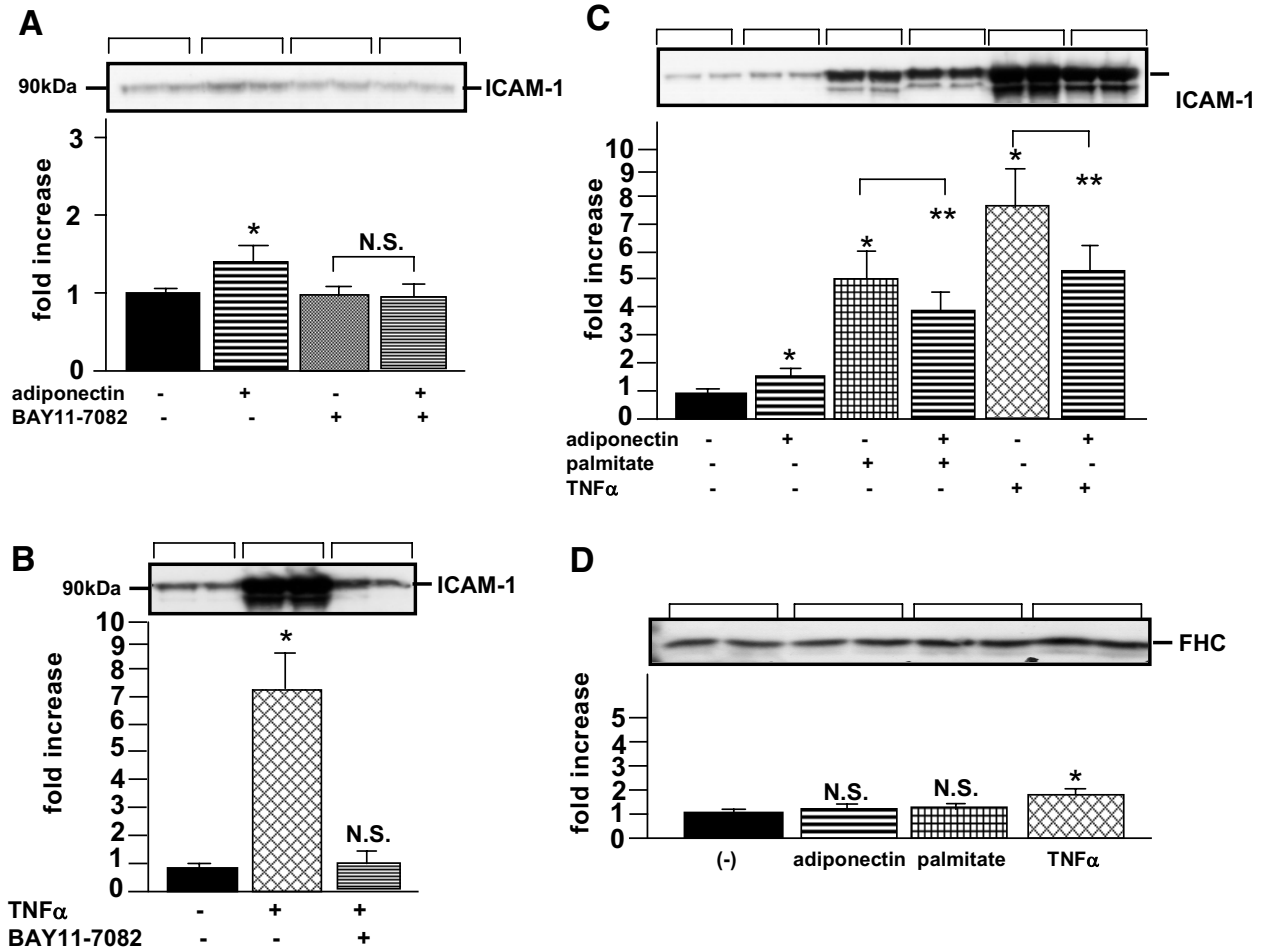 A
90kDa
ICAM-1
fold increase
3
2
1
0
*
N.S.
adiponectin - + - +
BAY11-7082 - - + +
B
90kDa
ICAM-1
fold increase
10
9
8
7
6
5
4
3
2
1
0
*
N.S.
TNFα - + +
BAY11-7082 - - +
C
ICAM-1
fold increase
10
9
8
7
6
5
4
3
2
1
0
*
*
**
*
**
adiponectin - + - + - +
palmitate - - + + - -
TNFα - - - - + +
D
FHC
fold increase
5
4
3
2
1
0
N.S.
N.S.
*
(-) adiponectin palmitate TNFα